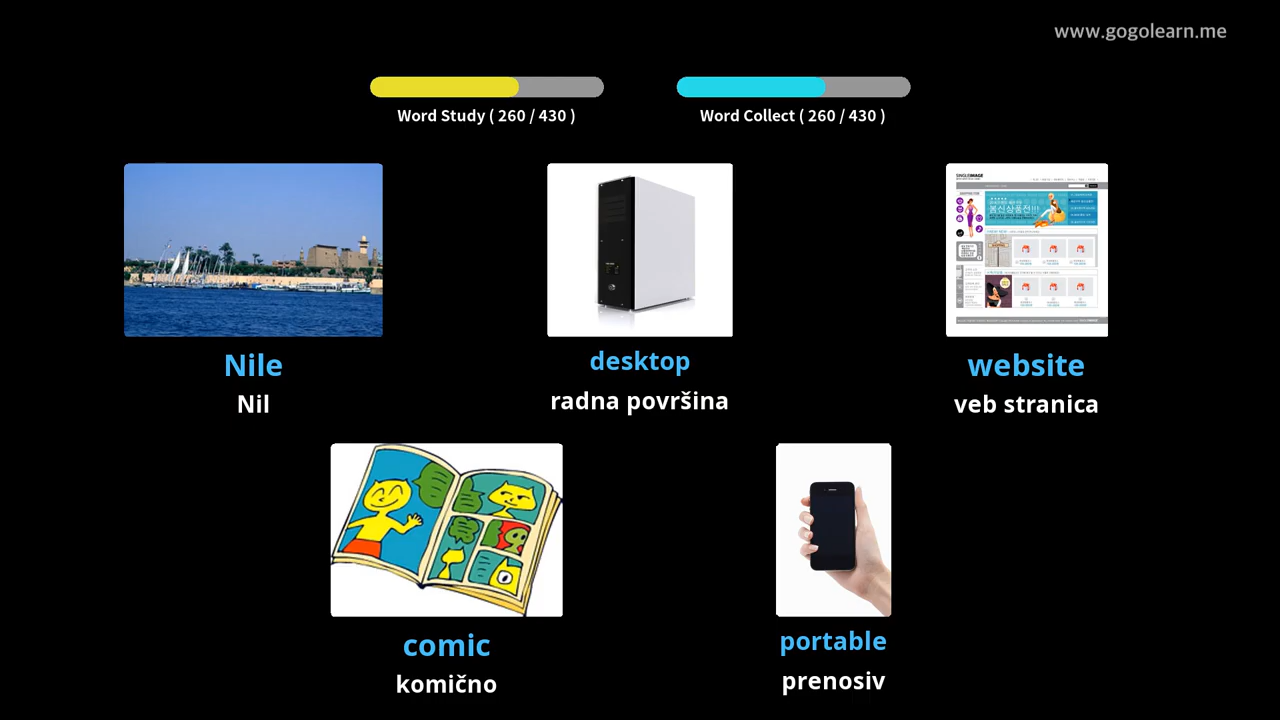 www.gogolearn.me
Word Study ( 260 / 430 )
Word Collect ( 260 / 430 )
Nile
Nil
desktop
radna površina
website
veb stranica
comic
komično
portable
prenosiv